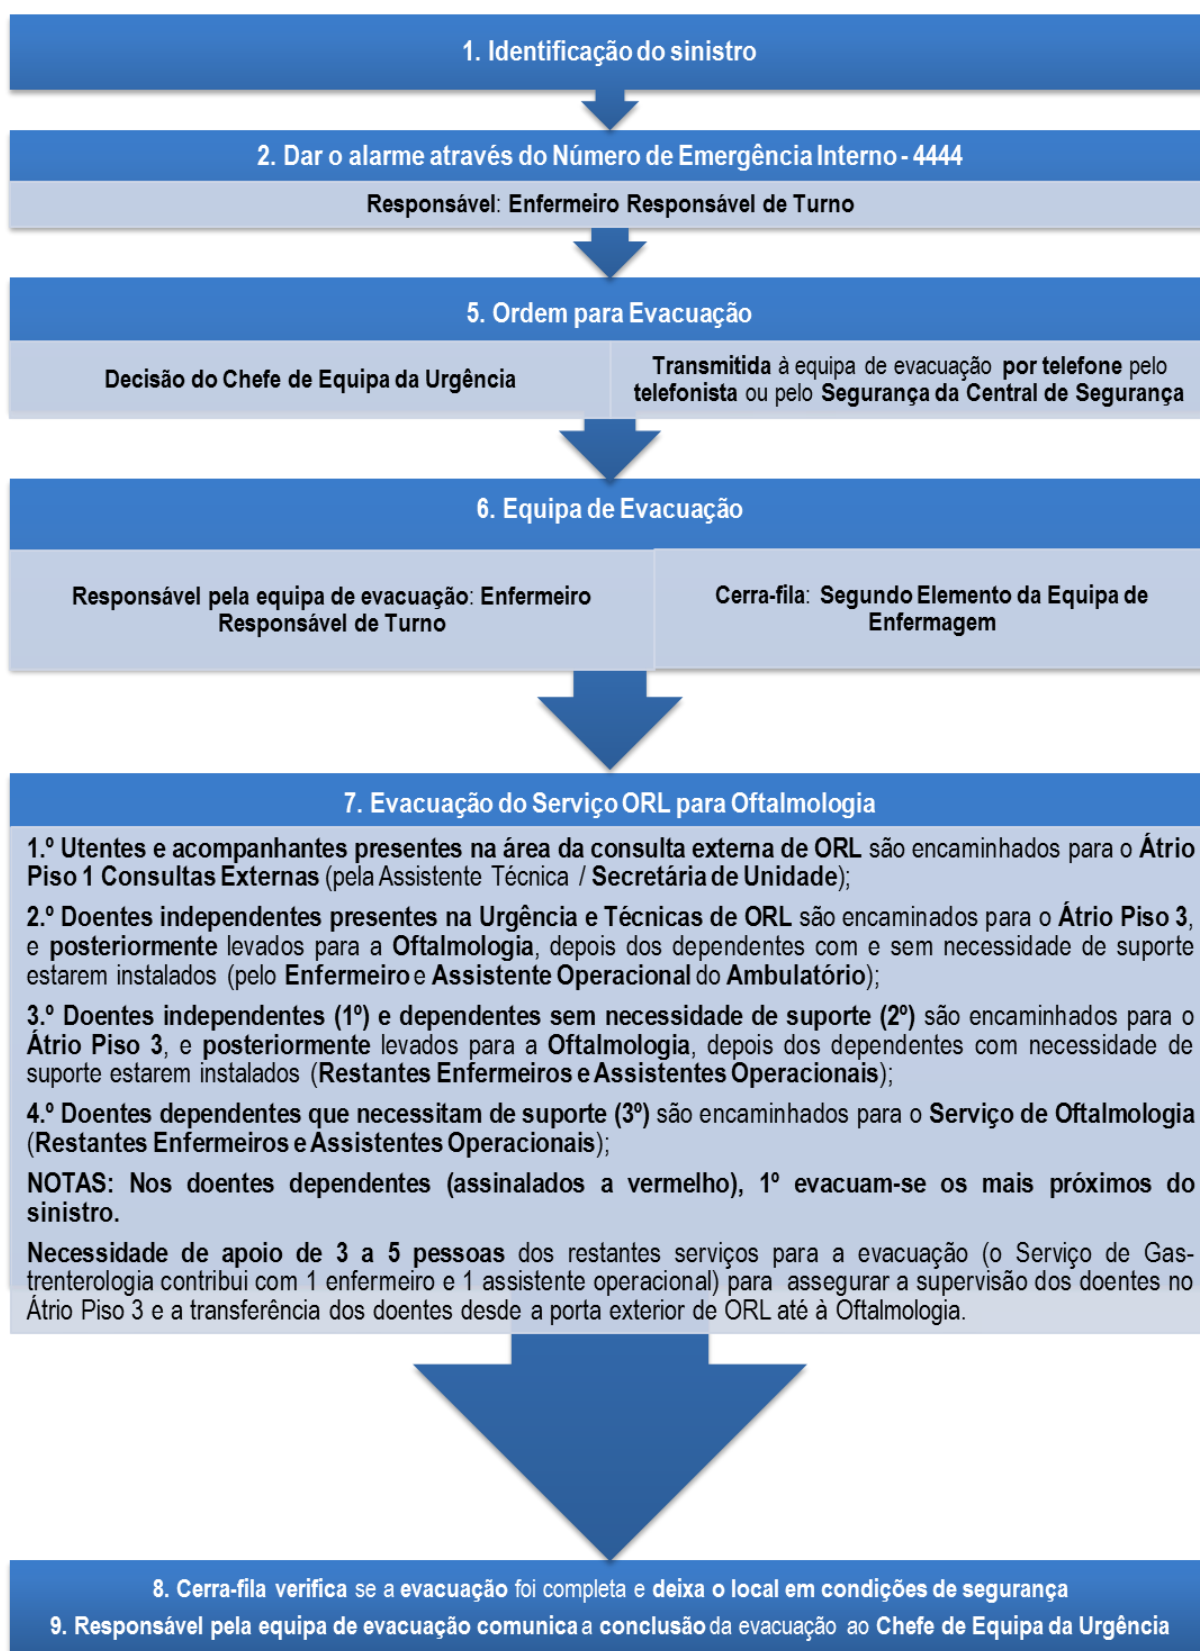 1. Identificação do sinistro
2. Dar o alarme através do Número de Emergência Interno - 4444
Responsável: Enfermeiro Responsável de Turno
5. Ordem para Evacuação
Decisão do Chefe de Equipa da Urgência
Transmitida à equipa de evacuação por telefone pelo
telefonista ou pelo Segurança da Central de Segurança
6. Equipa de Evacuação
Responsável pela equipa de evacuação: Enfermeiro
Responsável de Turno
Cerra-fila: Segundo Elemento da Equipa de
Enfermagem
7. Evacuação do Serviço ORL para Oftalmologia
1.º Utentes e acompanhantes presentes na área da consulta externa de ORL são encaminhados para o Átrio
Piso 1 Consultas Externas (pela Assistente Técnica / Secretária de Unidade);
2.º Doentes independentes presentes na Urgência e Técnicas de ORL são encaminados para o Átrio Piso 3,
e posteriormente levados para a Oftalmologia, depois dos dependentes com e sem necessidade de suporte
estarem instalados (pelo Enfermeiro e Assistente Operacional do Ambulatório);
3.º Doentes independentes (1º) e dependentes sem necessidade de suporte (2º) são encaminhados para o
Átrio Piso 3, e posteriormente levados para a Oftalmologia, depois dos dependentes com necessidade de
suporte estarem instalados (Restantes Enfermeiros e Assistentes Operacionais);
4.º Doentes dependentes que necessitam de suporte (3º) são encaminhados para o Serviço de Oftalmologia
(Restantes Enfermeiros e Assistentes Operacionais);
NOTAS: Nos doentes dependentes (assinalados a vermelho), 1º evacuam-se os mais próximos do
sinistro.
Necessidade de apoio de 3 a 5 pessoas dos restantes serviços para a evacuação (o Serviço de Gas-
trenterologia contribui com 1 enfermeiro e 1 assistente operacional) para assegurar a supervisão dos doentes no
Átrio Piso 3 e a transferência dos doentes desde a porta exterior de ORL até à Oftalmologia.
8. Cerra-fila verifica se a evacuação foi completa e deixa o local em condições de segurança
9. Responsável pela equipa de evacuação comunica a conclusão da evacuação ao Chefe de Equipa da Urgência